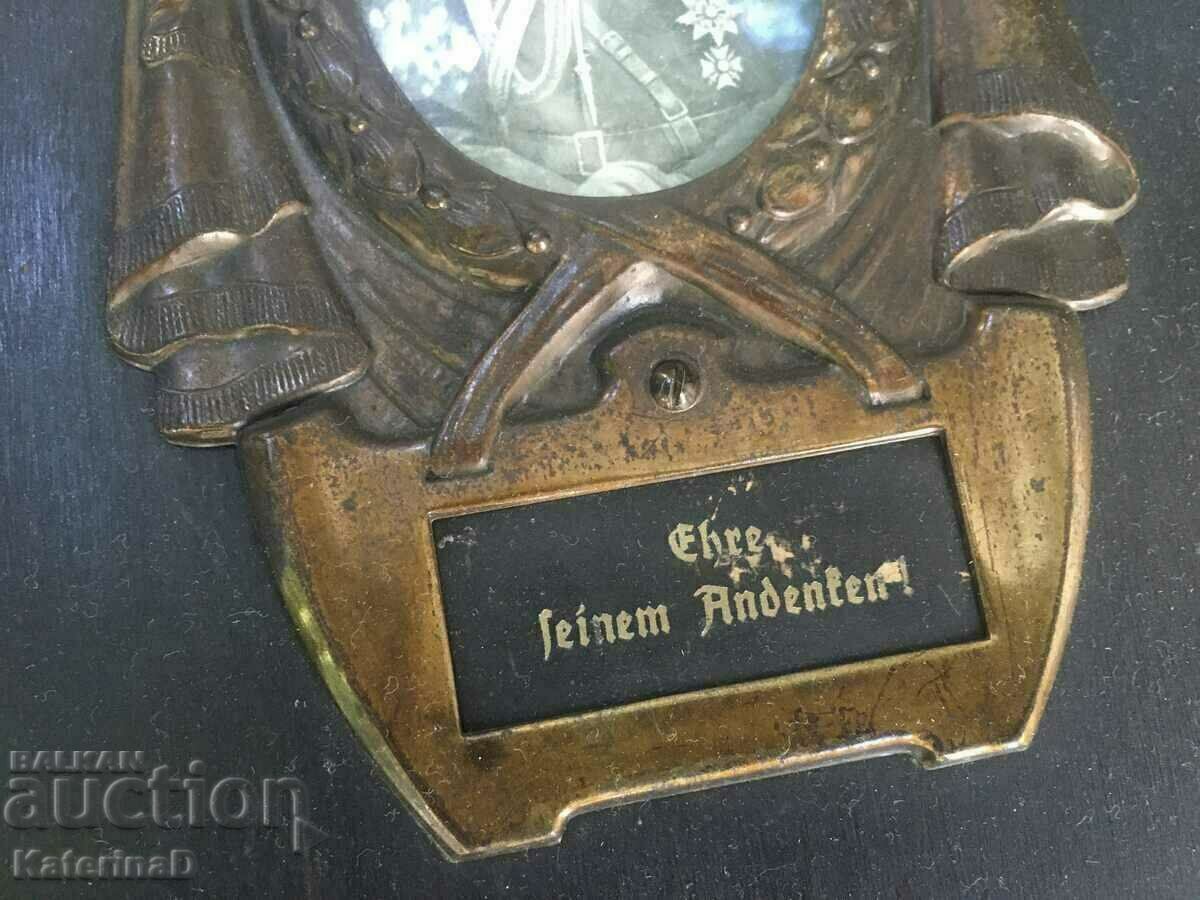 Ehre
seinem Andenken!
BALKAN
auction
KaterinaD